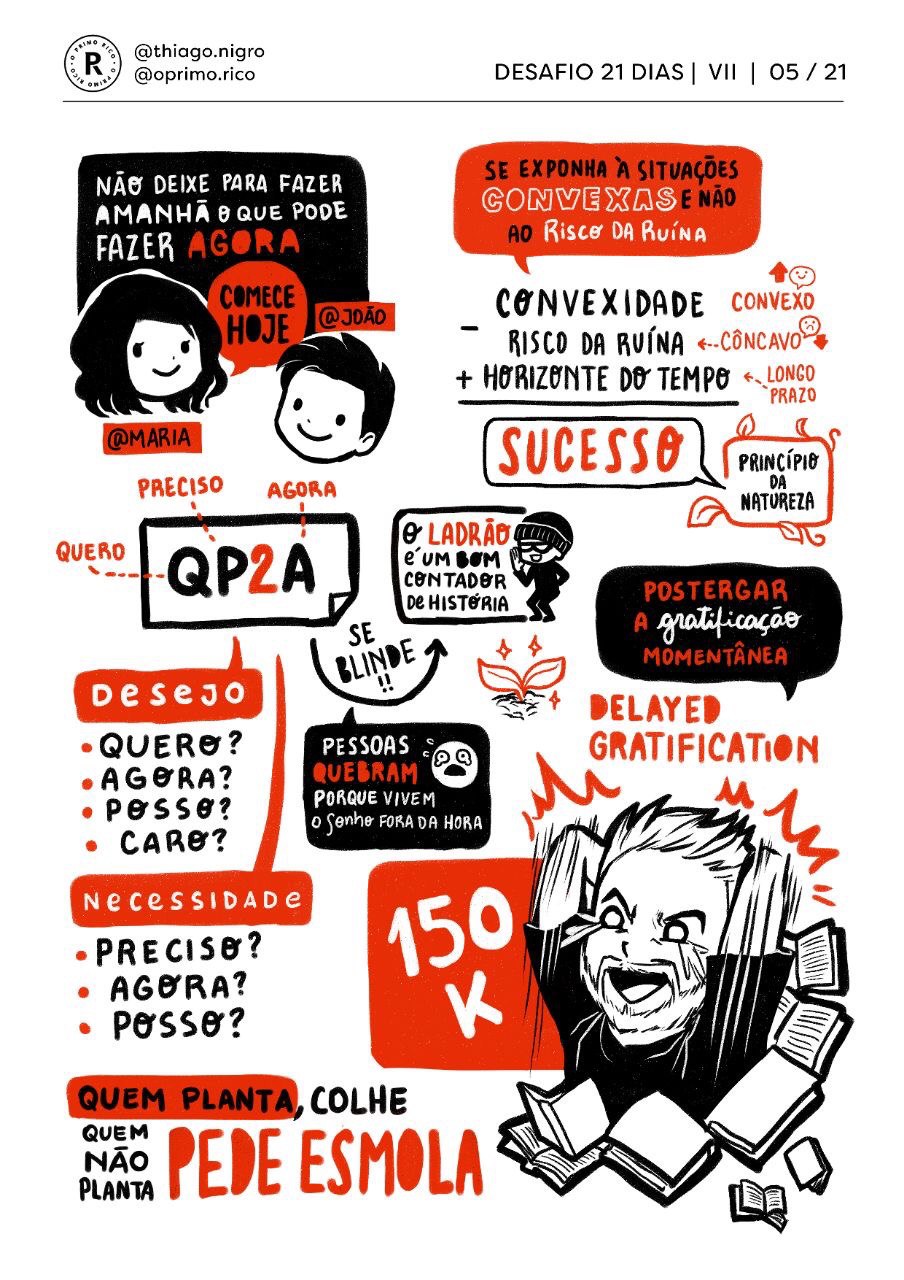 O PRIMO RICO • O PRIMO RICO •
R
@thiago.nigro
@oprimo.rico
DESAFIO 21 DIAS | VII | 05 / 21
NÃO DEIXE PARA FAZER
AMANHÃ O QUE PODE
FAZER AGORA
COMECE
HOJE
@JOÃO
@MARIA
SE EXPONHA À SITUAÇÕES
CONVEXAS E NÃO
AO RISCO DA RUÍNA
CONVEXIDADE
CONVEXO
- RISCO DA RUÍNA
CÔNCAVO
+ HORIZONTE DO TEMPO
LONGO
PRAZO
SUCESSO
PRINCÍPIO
DA
NATUREZA
PRECISO
AGORA
QUERO
QP2A
O LADRÃO
é UM BOM
CONTADOR
De HISTÓRIA
SE
BLINDE
!!
POSTERGAR
A gratificação
MOMENTÂNEA
DELAYED
GRATIFICATION
DeSeJO
• QUERO?
• AGORA?
• POSSO?
• CARO?
PESSOAS
QUEBRAM
PORQUE VIVEM
o Sonho FORA DA HORA
NeCeSSIDADe
• PRECISO?
• AGORA?
• POSSO?
150
K
QUEM PLANTA, COLHE
QUEM
NÃO
PLANTA
PEDE ESMOLA